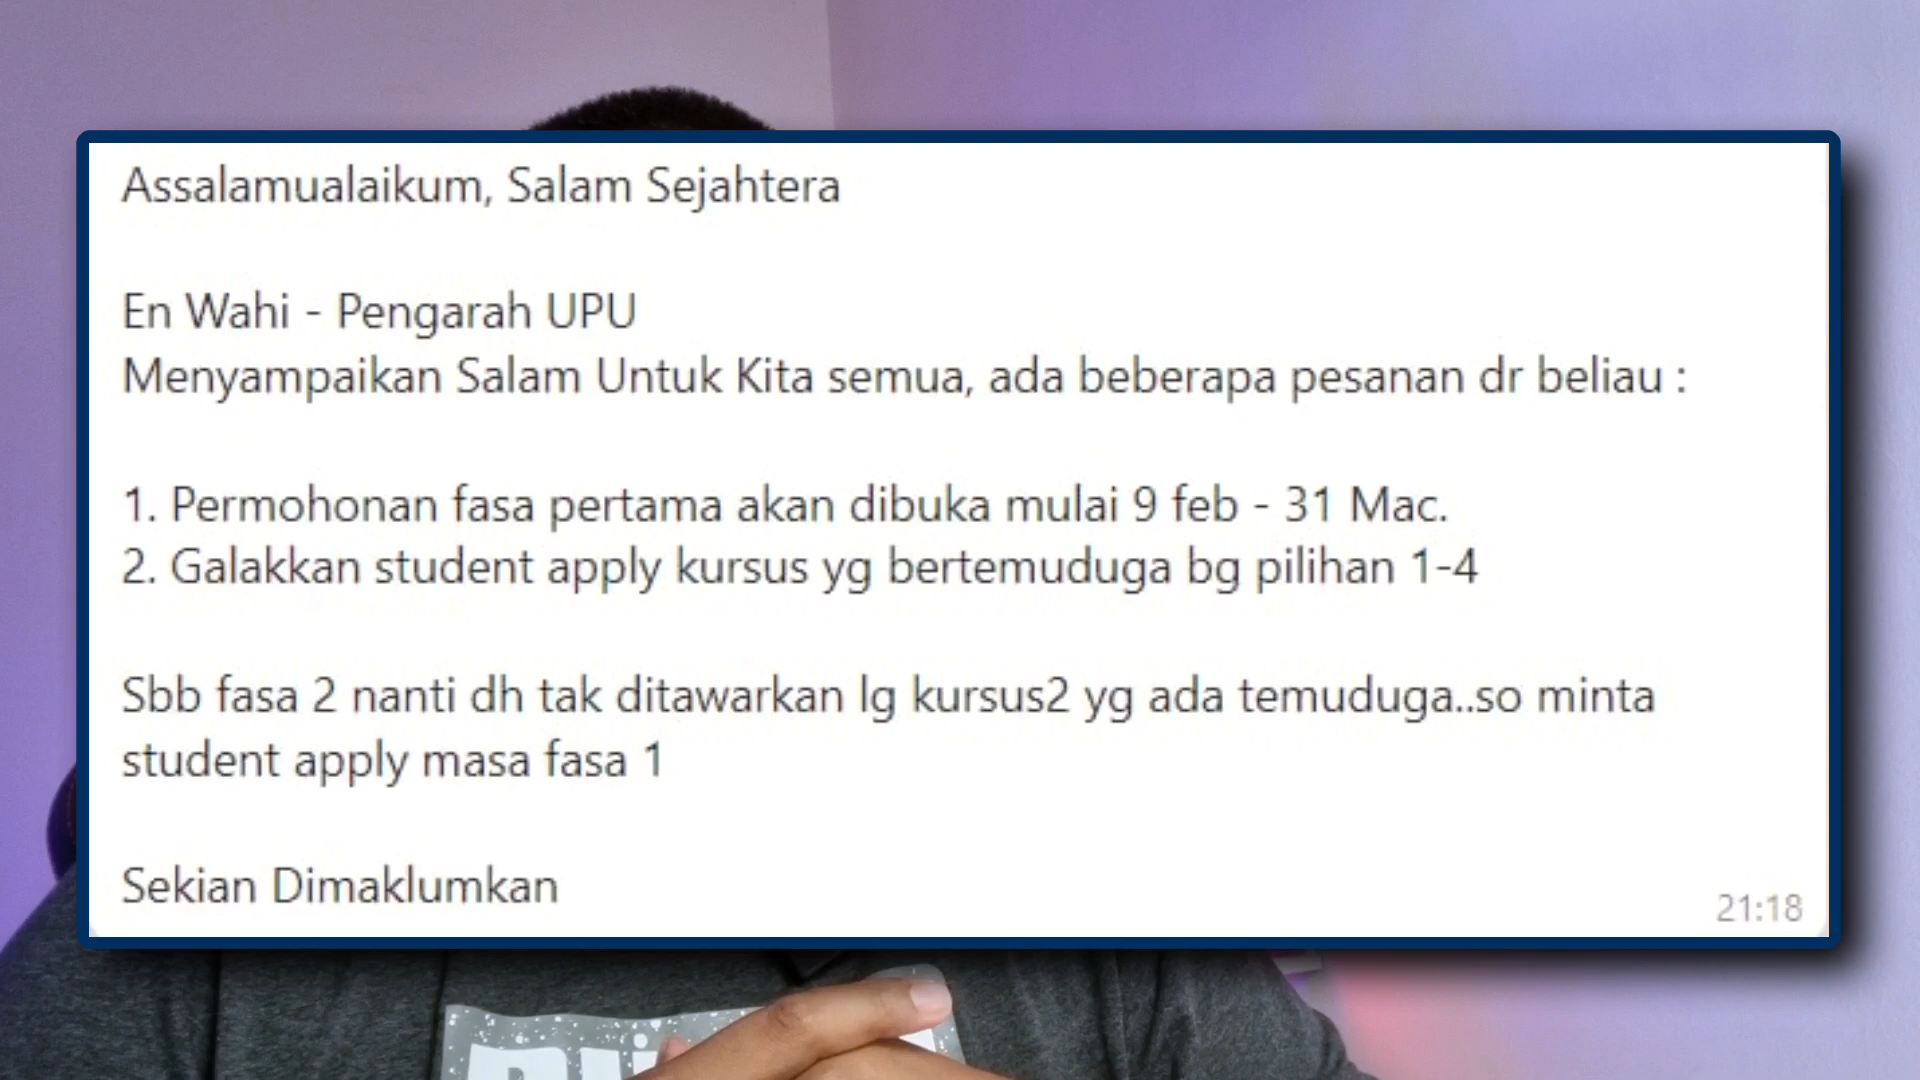 Assalamualaikum, Salam Sejahtera
En Wahi - Pengarah UPU
Menyampaikan Salam Untuk Kita semua, ada beberapa pesanan dr beliau :
1. Permohonan fasa pertama akan dibuka mulai 9 feb - 31 Mac.
2. Galakkan student apply kursus yg bertemuduga bg pilihan 1-4
Sbb fasa 2 nanti dh tak ditawarkan lg kursus2 yg ada temuduga..so minta
student apply masa fasa 1
Sekian Dimaklumkan
21:18